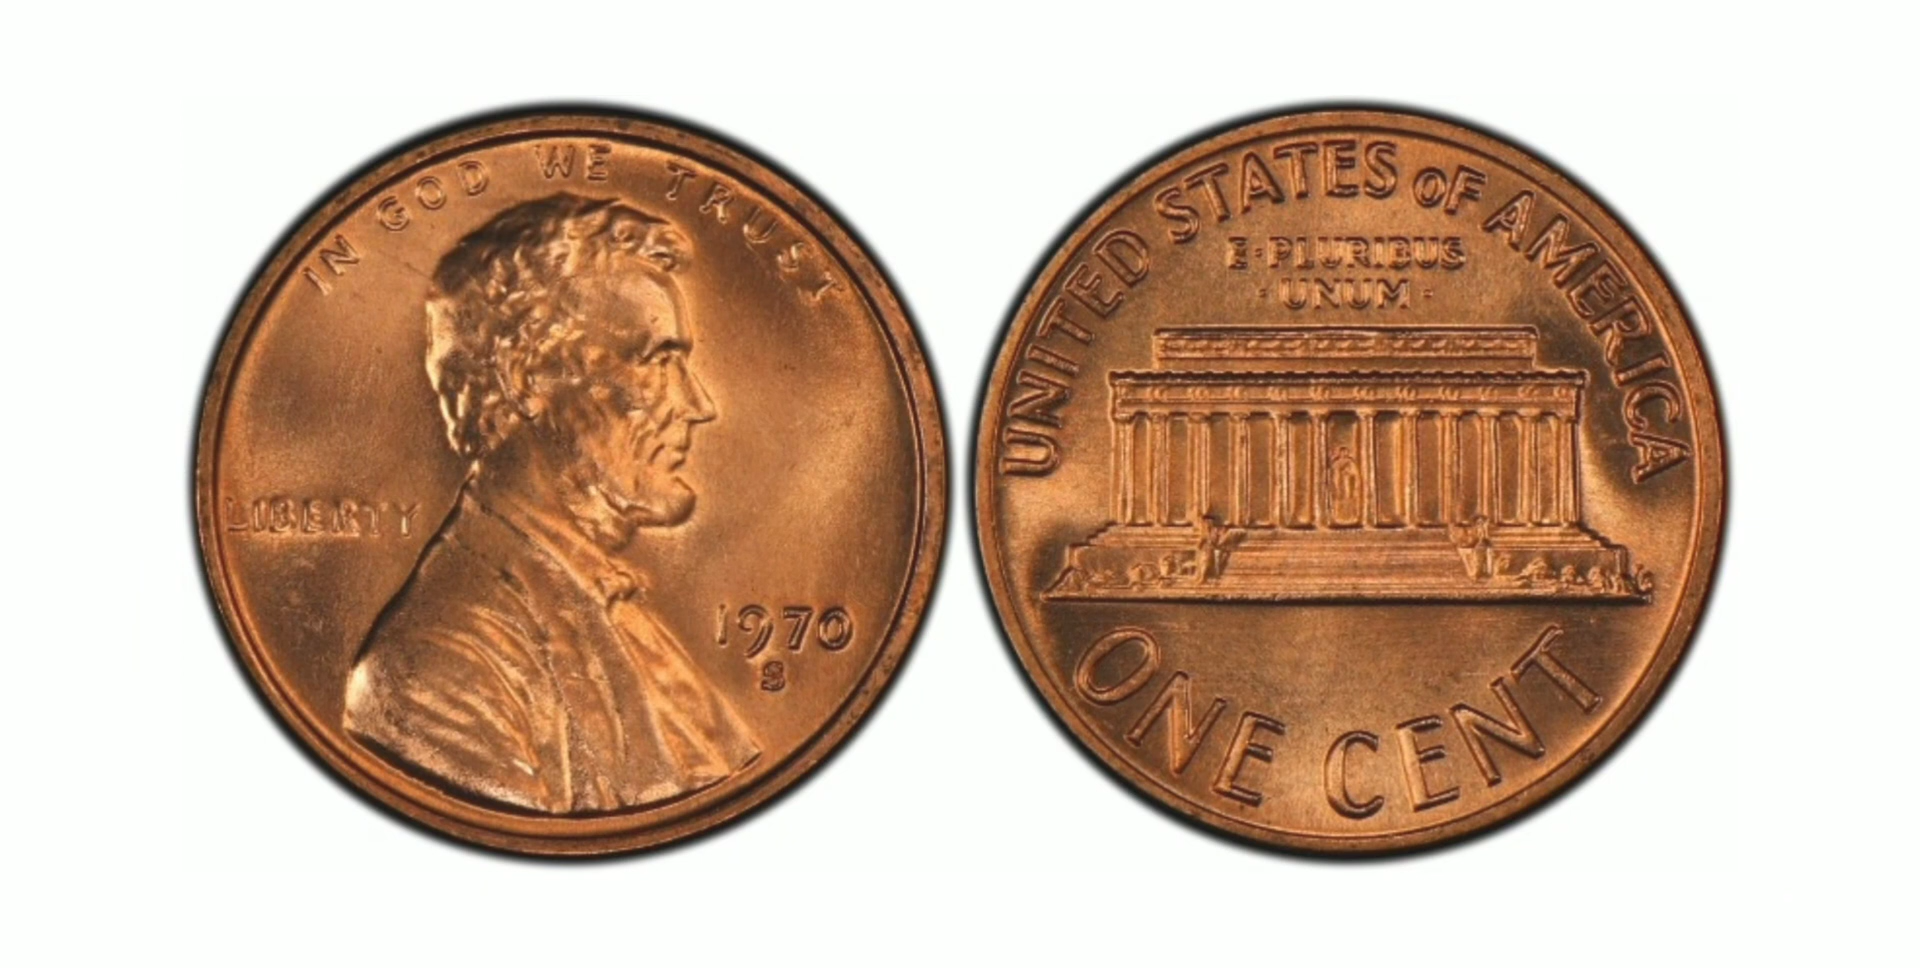 IN GOD WE TRUST
LIBERTY
1970
S
UNITED STATES OF AMERICA
E·PLURIBUS
·UNUM·
ONE CENT